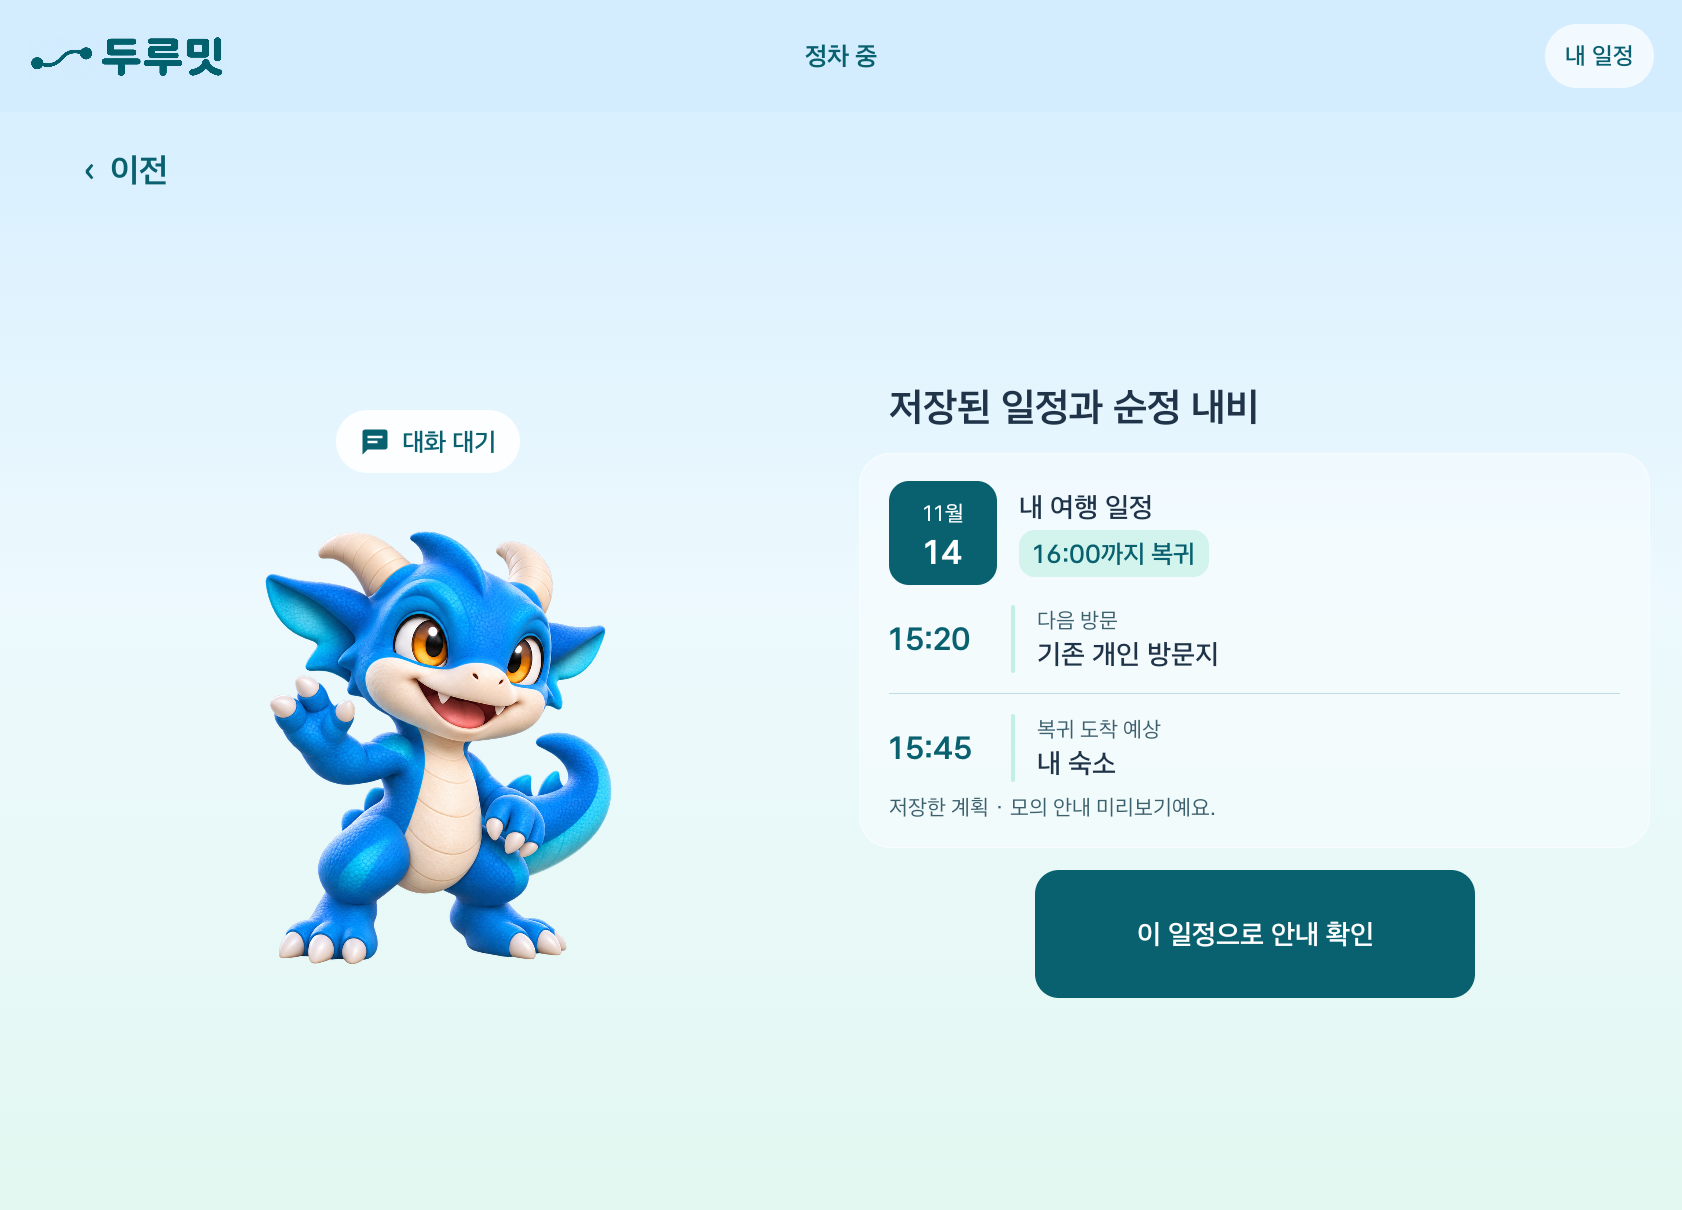 두루밋
정차 중
내 일정
‹ 이전
대화 대기
저장된 일정과 순정 내비
11월
14
내 여행 일정
16:00까지 복귀
15:20
다음 방문
기존 개인 방문지
15:45
복귀 도착 예상
내 숙소
저장한 계획 · 모의 안내 미리보기예요.
이 일정으로 안내 확인